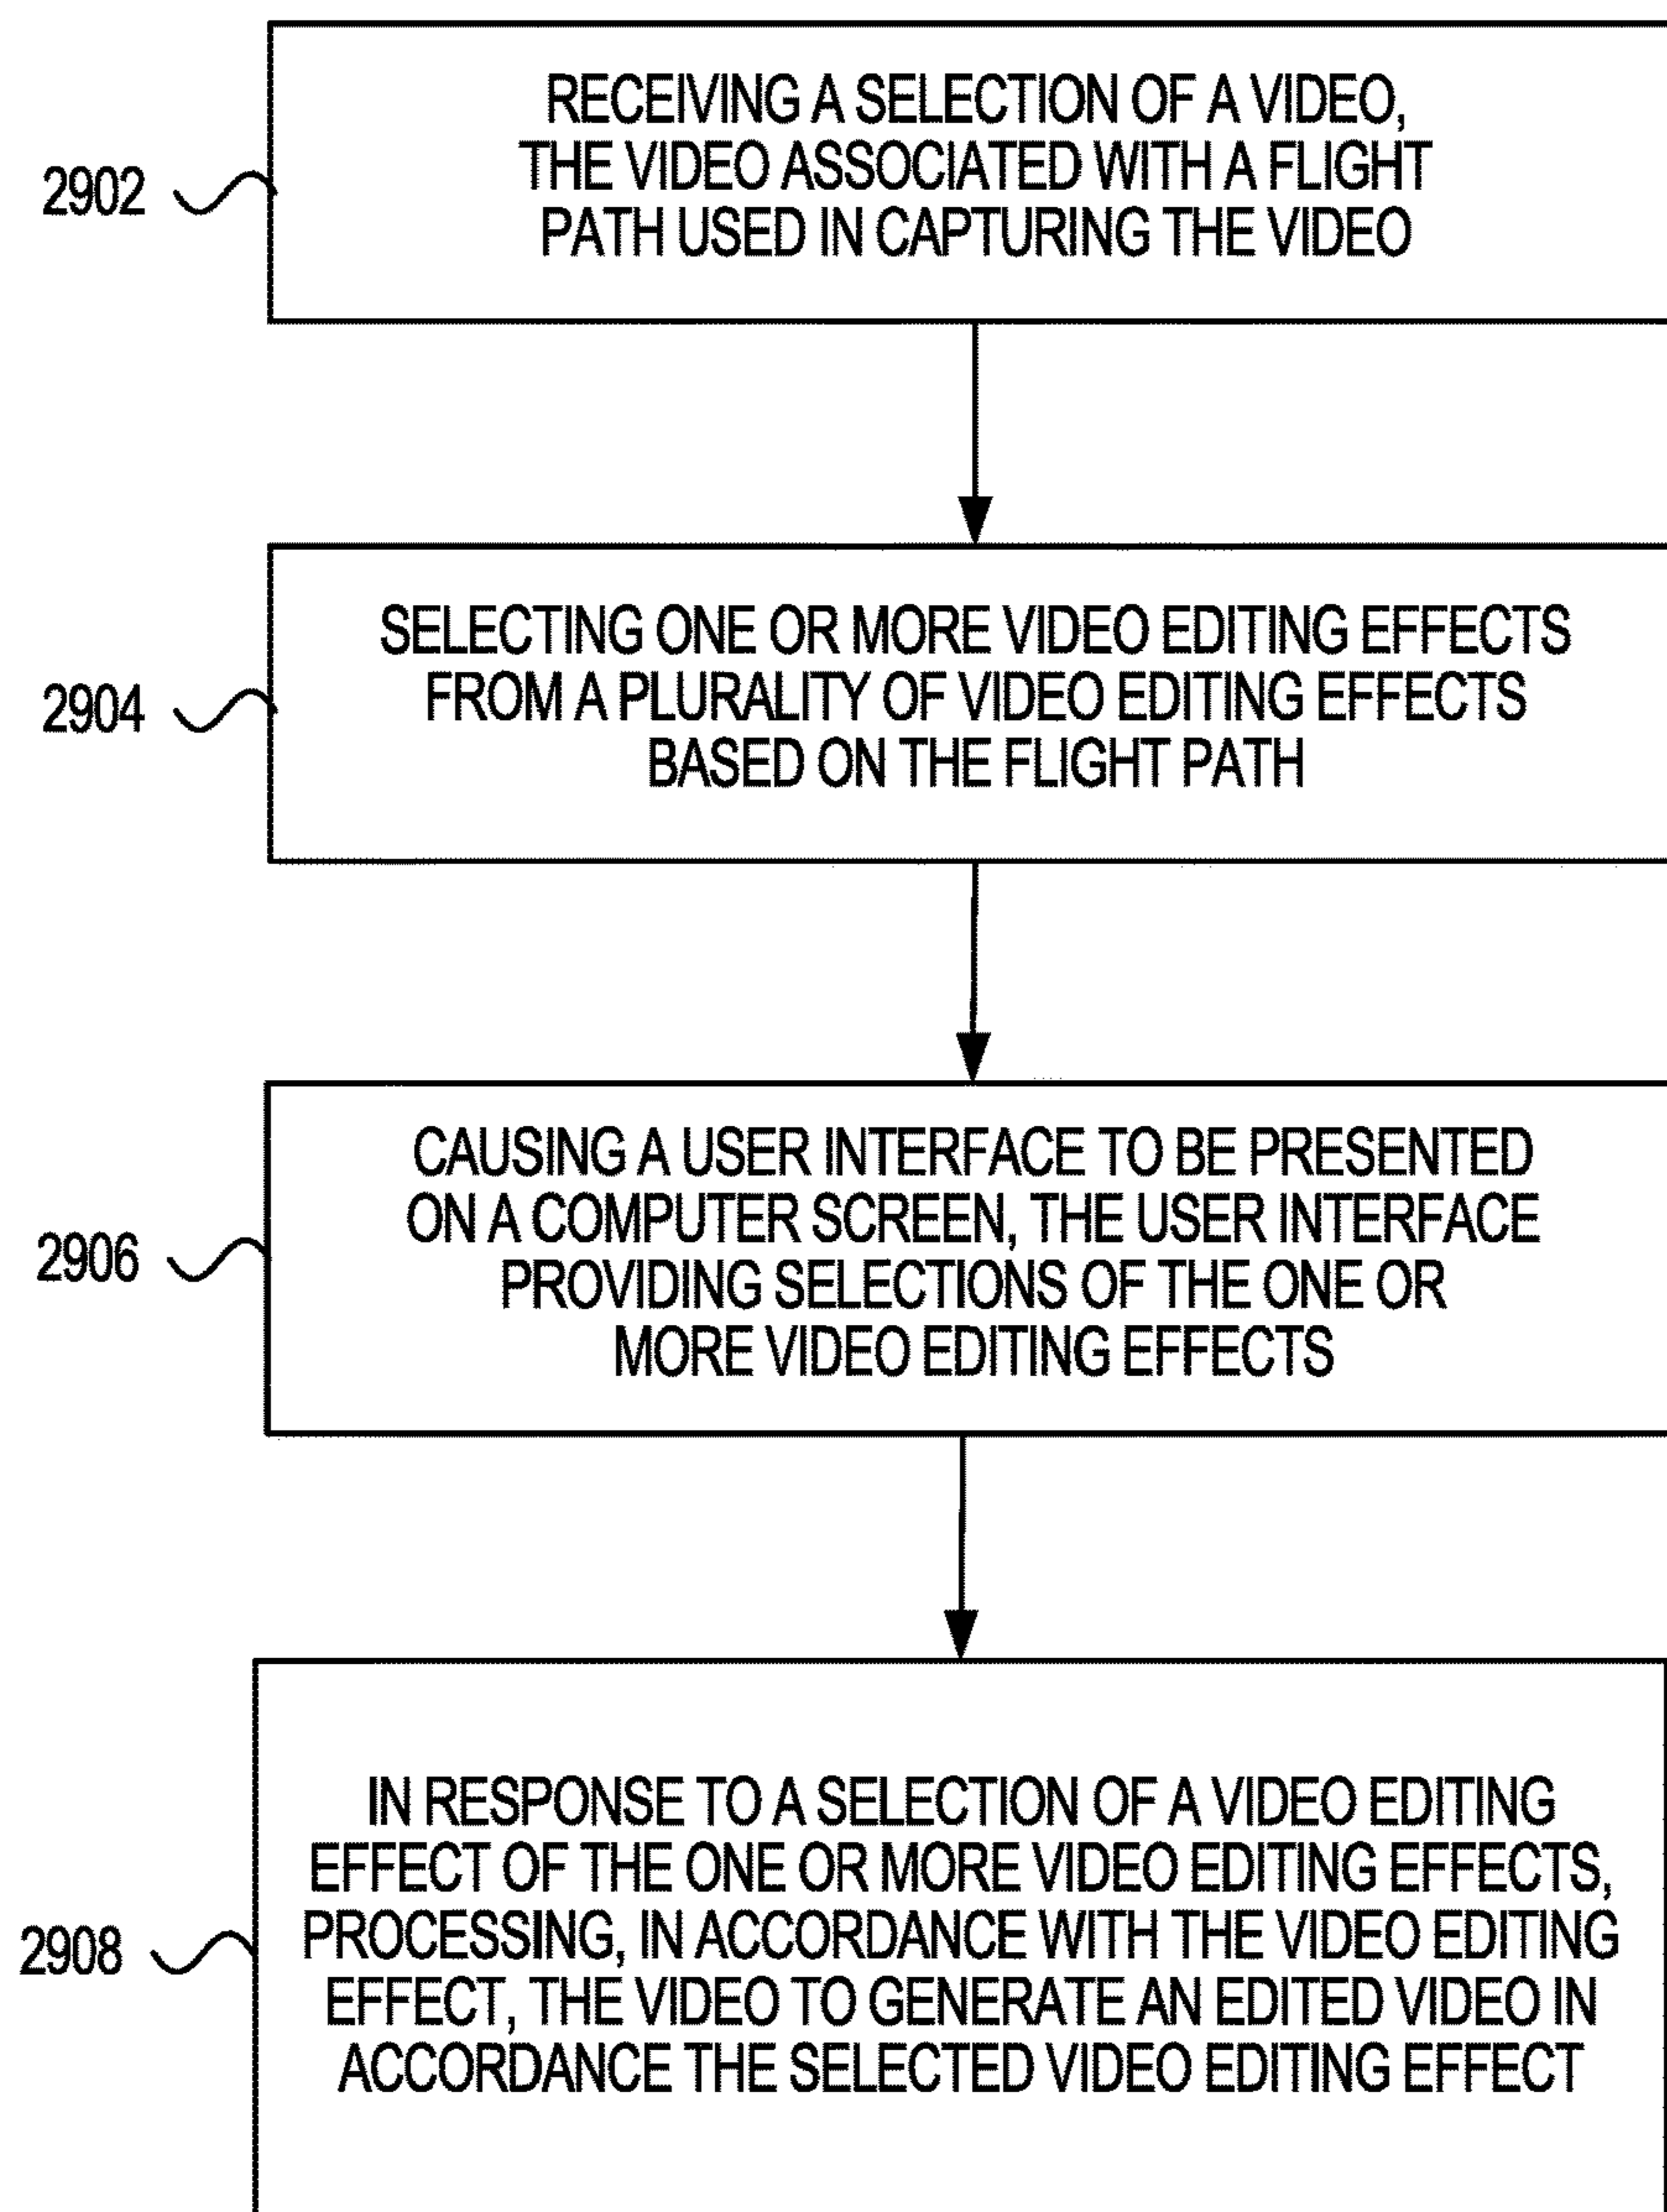 RECEIVING A SELECTION OF A VIDEO,
THE VIDEO ASSOCIATED WITH A FLIGHT
PATH USED IN CAPTURING THE VIDEO
2902
SELECTING ONE OR MORE VIDEO EDITING EFFECTS
FROM A PLURALITY OF VIDEO EDITING EFFECTS
BASED ON THE FLIGHT PATH
2904
CAUSING A USER INTERFACE TO BE PRESENTED
ON A COMPUTER SCREEN, THE USER INTERFACE
PROVIDING SELECTIONS OF THE ONE OR
MORE VIDEO EDITING EFFECTS
2906
IN RESPONSE TO A SELECTION OF A VIDEO EDITING
EFFECT OF THE ONE OR MORE VIDEO EDITING EFFECTS,
PROCESSING, IN ACCORDANCE WITH THE VIDEO EDITING
EFFECT, THE VIDEO TO GENERATE AN EDITED VIDEO IN
ACCORDANCE THE SELECTED VIDEO EDITING EFFECT
2908